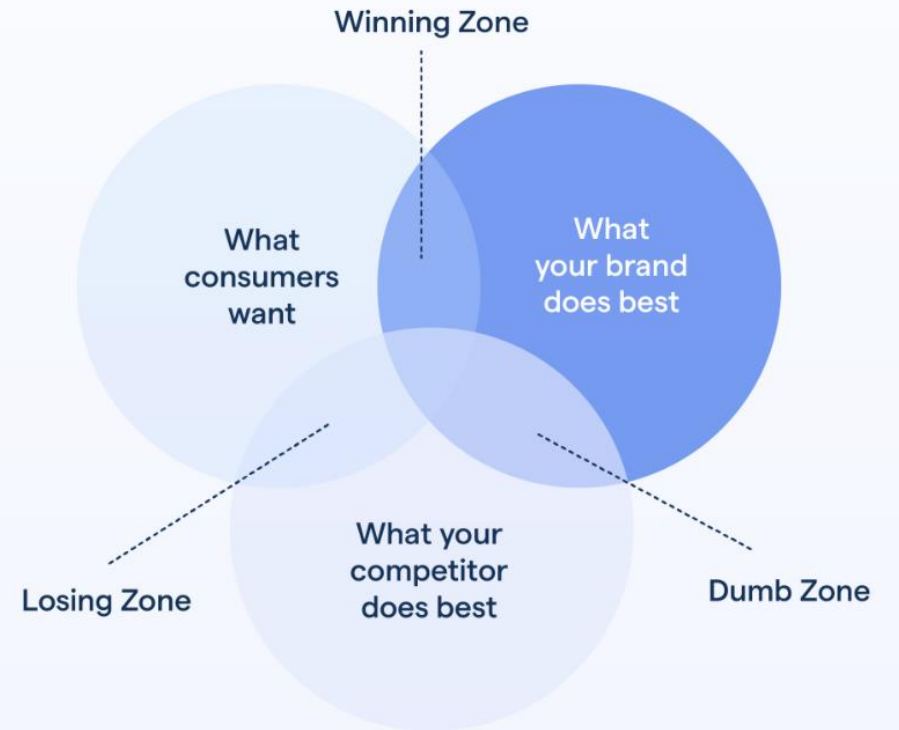 Winning Zone
What
consumers
want
What
your brand
does best
What your
competitor
does best
Losing Zone
Dumb Zone